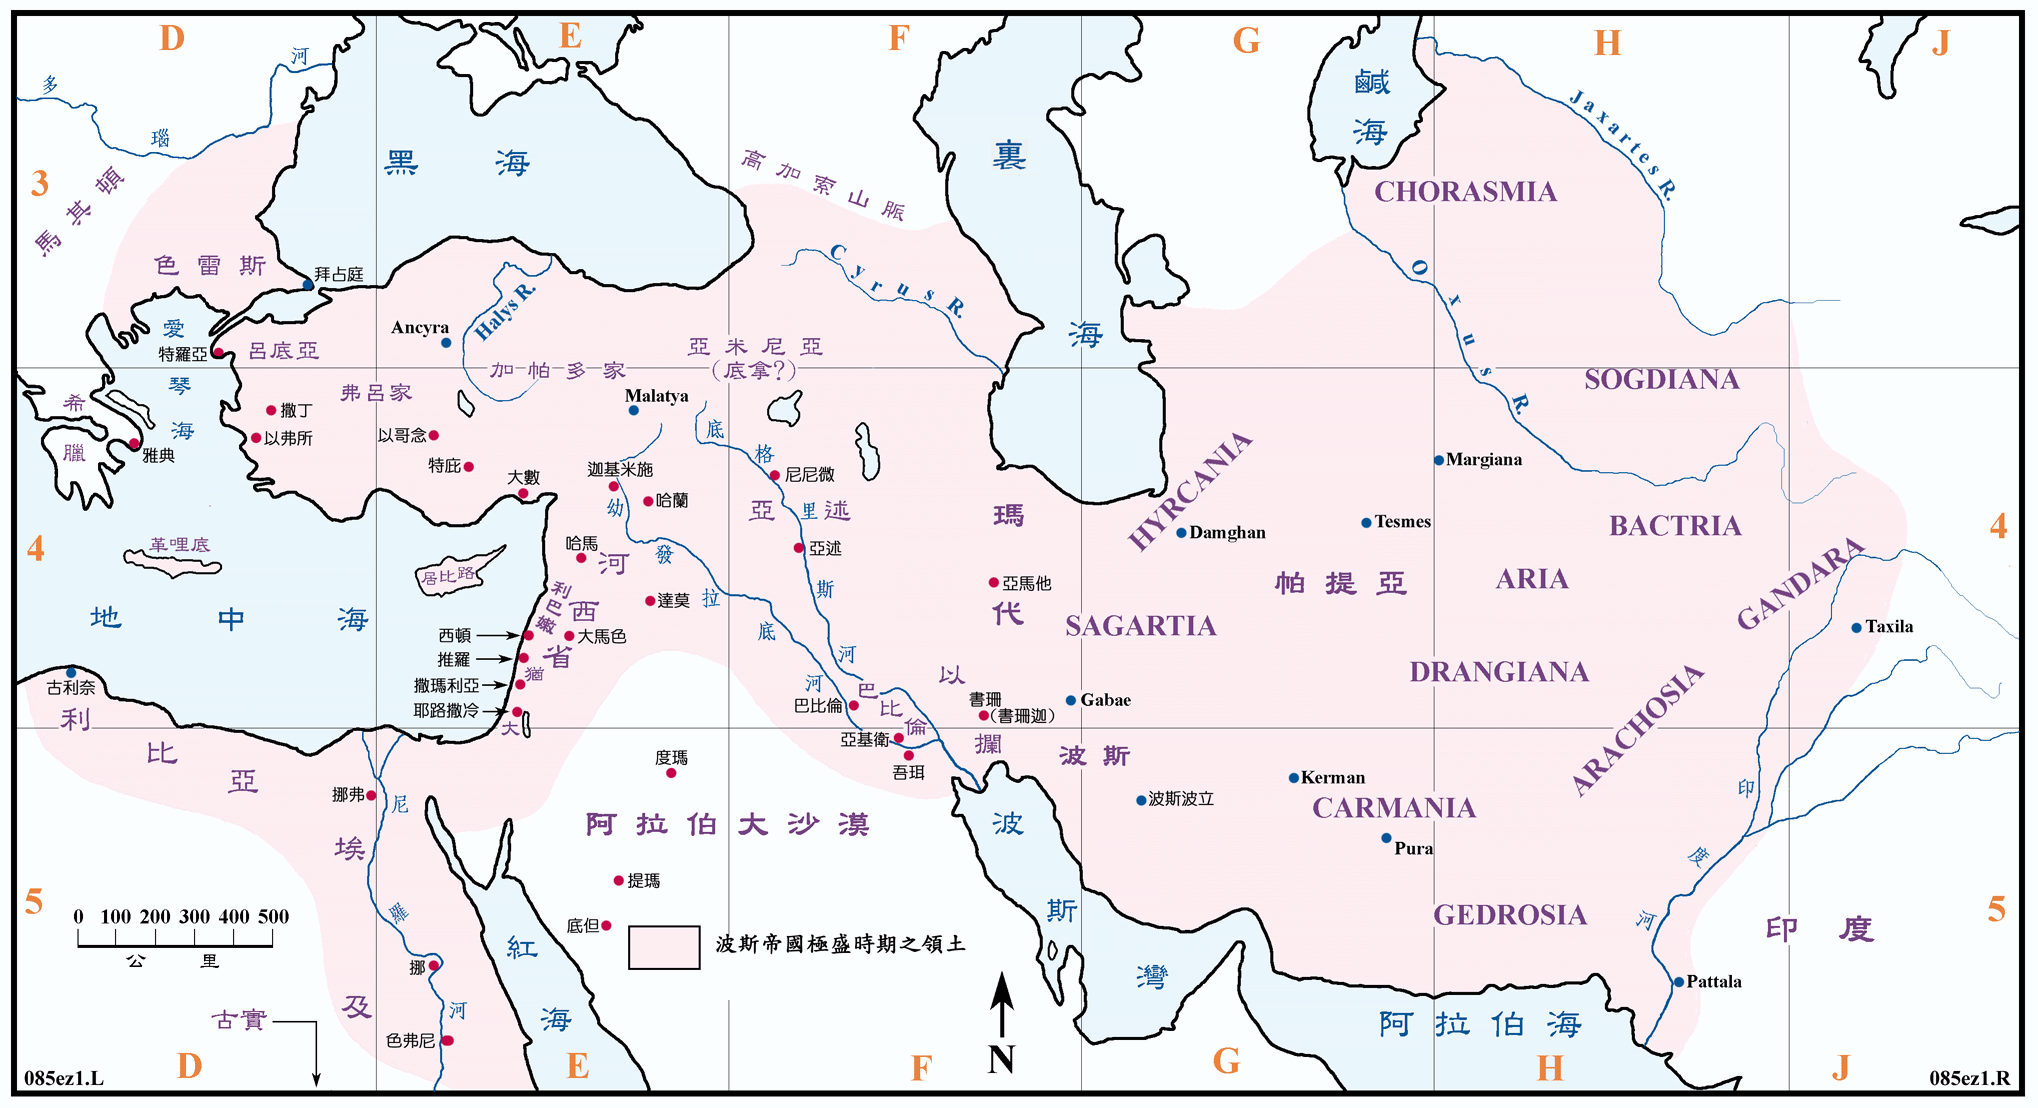 D
E
F
G
H
J
3
3
4
4
5
5
D
E
F
G
H
J
多瑙河
馬其頓
色雷斯
拜占庭
黑海
高加索山脈
裏海
鹹海
Jaxartes R.
CHORASMIA
Cyrus R.
Oxus R.
Halys R.
Ancyra
愛琴海
特羅亞
呂底亞
加帕多家
亞米尼亞
(底拿?)
SOGDIANA
希臘
雅典
撒丁
以弗所
弗呂家
以哥念
特庇
大數
Malatya
迦基米施
哈蘭
底格里斯河
尼尼微
亞述
亞述
幼發拉底河
HYRCANIA
Margiana
Damghan
Tesmes
BACTRIA
革哩底
居比路
哈馬
河西省
利巴嫩
達莫
瑪代
亞馬他
帕提亞
ARIA
GANDARA
Taxila
地中海
西頓
大馬色
推羅
撒瑪利亞
耶路撒冷
猶大
SAGARTIA
DRANGIANA
ARACHOSIA
古利奈
利比亞
巴比倫
巴比倫
亞基衛
吾珥
以攔
書珊
(書珊迦)
Gabae
波斯
波斯波立
Kerman
CARMANIA
Pura
GEDROSIA
印度河
印度
Pattala
挪弗
尼羅河
埃及
挪
色弗尼
古實
度瑪
阿拉伯大沙漠
提瑪
底但
紅海
波斯灣
阿拉伯海
0 100 200 300 400 500
公里
波斯帝國極盛時期之領土
N
085ez1.L
085ez1.R